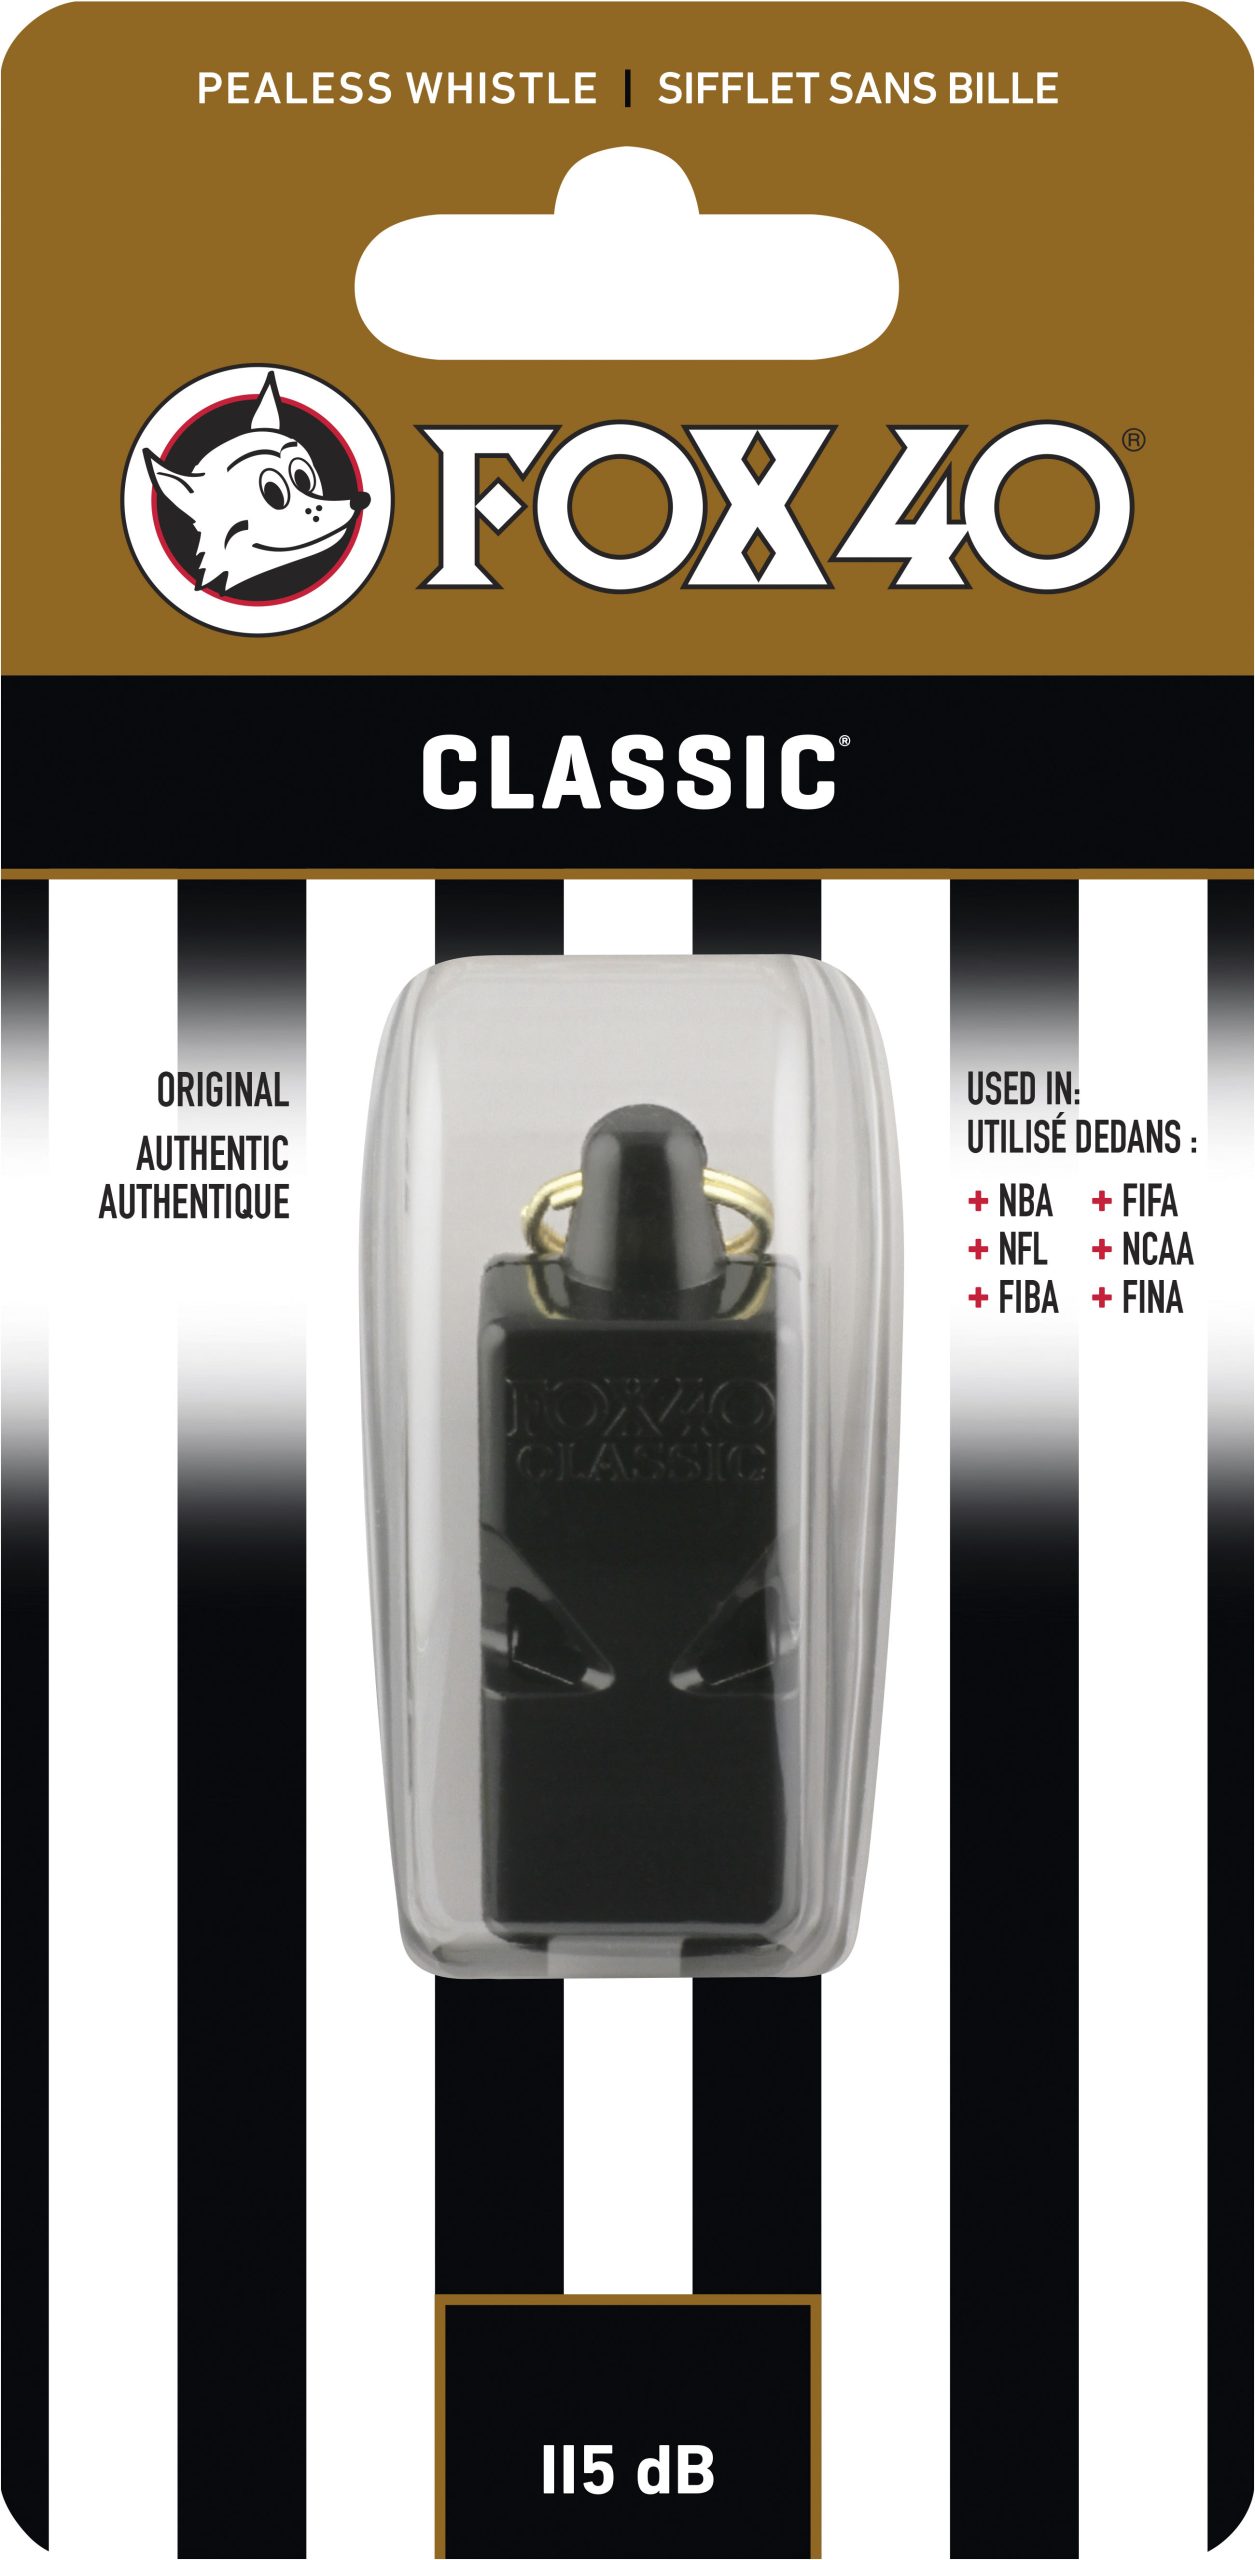 PEALESS WHISTLE | SIFFLET SANS BILLE
FOX 40®
CLASSIC®
ORIGINAL
AUTHENTIC
AUTHENTIQUE
USED IN:
UTILISÉ DEDANS :
+ NBA + FIFA
+ NFL + NCAA
+ FIBA + FINA
FOX 40
CLASSIC
115 dB